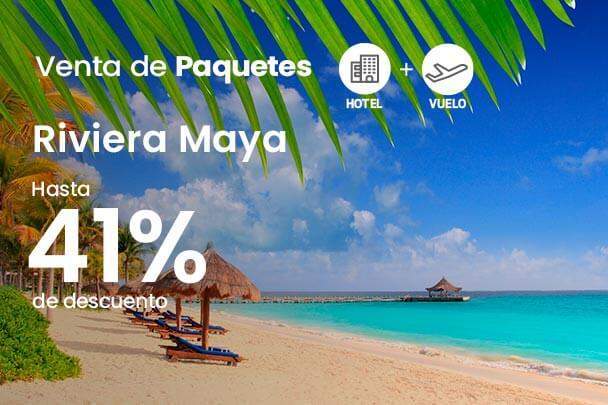 Venta de Paquetes
HOTEL + VUELO
Riviera Maya
Hasta
41%
de descuento